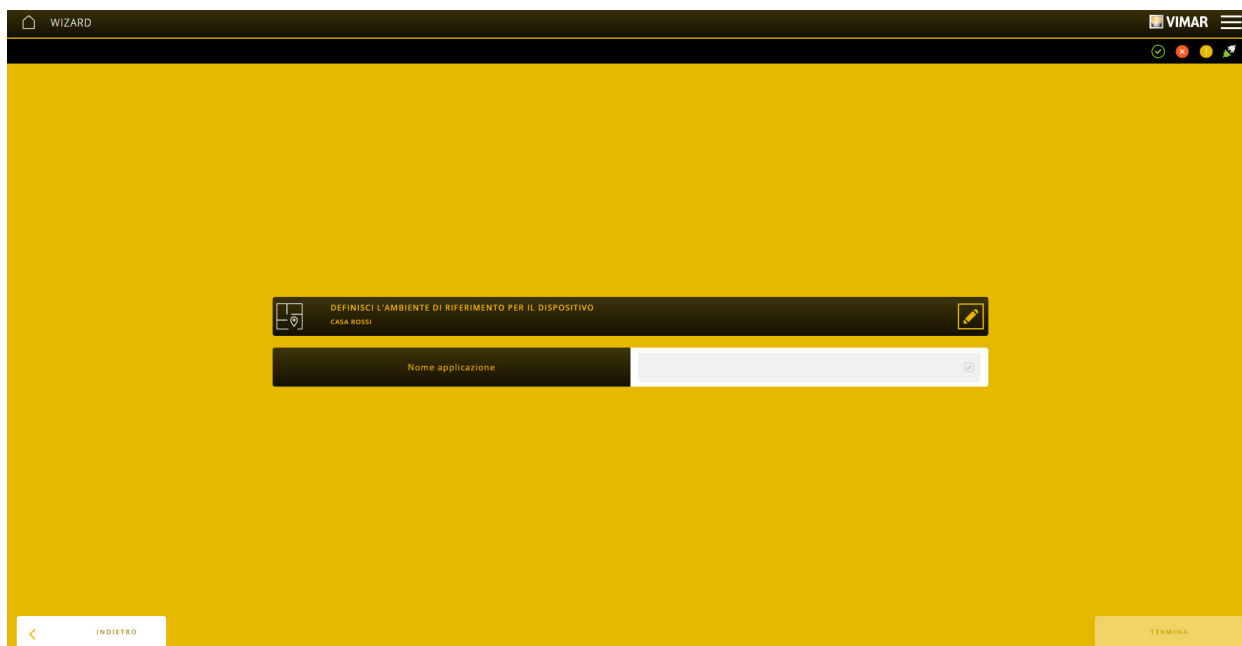 WIZARD
VIMAR
DEFINISCI L'AMBIENTE DI RIFERIMENTO PER IL DISPOSITIVO
CASA ROSSI
Nome applicazione
INDIETRO
TERMINA